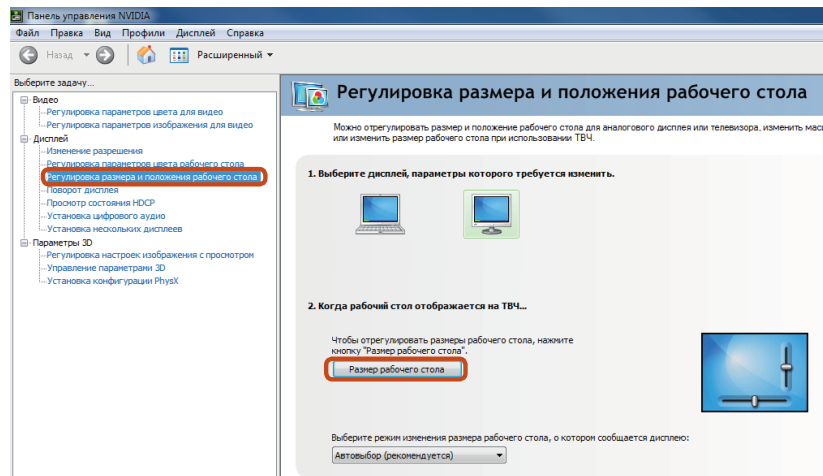 Панель управления NVIDIA
Файл Правка Вид Профили Дисплей Справка
Назад Расширенный
Выберите задачу...
Видео
Регулировка параметров цвета для видео
Регулировка параметров изображения для видео
Дисплей
Изменение разрешения
Регулировка параметров цвета рабочего стола
Регулировка размера и положения рабочего стола
Поворот дисплея
Просмотр состояния HDCP
Установка цифрового аудио
Установка нескольких дисплеев
Параметры 3D
Регулировка настроек изображения с просмотром
Управление параметрами 3D
Установка конфигурации PhysX
Регулировка размера и положения рабочего стола
Можно отрегулировать размер и положение рабочего стола для аналогового дисплея или телевизора, изменить мас
или изменить размер рабочего стола при использовании ТВЧ.
1. Выберите дисплей, параметры которого требуется изменить.
2. Когда рабочий стол отображается на ТВЧ...
Чтобы отрегулировать размеры рабочего стола, нажмите
кнопку "Размер рабочего стола".
Размер рабочего стола
Выберите режим изменения размера рабочего стола, о котором сообщается дисплею:
Автовыбор (рекомендуется)